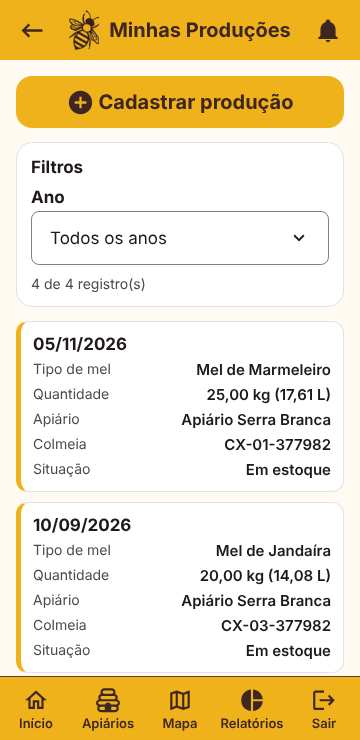 Minhas Produções
Cadastrar produção
Filtros
Ano
Todos os anos
4 de 4 registro(s)
05/11/2026
Tipo de mel Mel de Marmeleiro
Quantidade 25,00 kg (17,61 L)
Apiário Apiário Serra Branca
Colmeia CX-01-377982
Situação Em estoque
10/09/2026
Tipo de mel Mel de Jandaíra
Quantidade 20,00 kg (14,08 L)
Apiário Apiário Serra Branca
Colmeia CX-03-377982
Situação Em estoque
Início Apiários Mapa Relatórios Sair